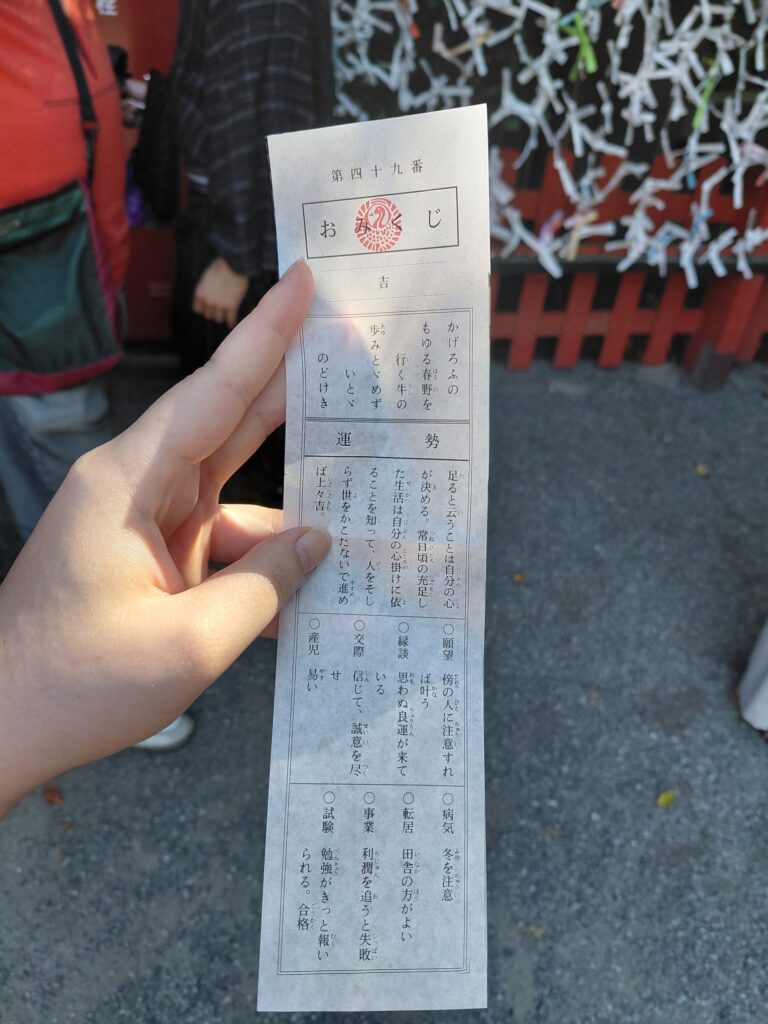 第四十九番
おみくじ
吉
かげろふの
もゆる春野を
行く牛の
歩みとゞめず
いとゞ
のどけき
運勢
足ると云うことは自分の心
が決める。常日頃の充足し
た生活は自分の心掛けに依
ることを知って、人をそし
らず世をかこたないで進め
ば上々吉。
○願望 傍の人に注意すれ
ば叶う
○縁談 思わぬ良運が来て
いる
○交際 信じて、誠意を尽
せ
○産児 易い
○病気 冬を注意
○転居 田舎の方がよい
○事業 利潤を追うと失敗
○試験 勉強がきっと報い
られる。合格